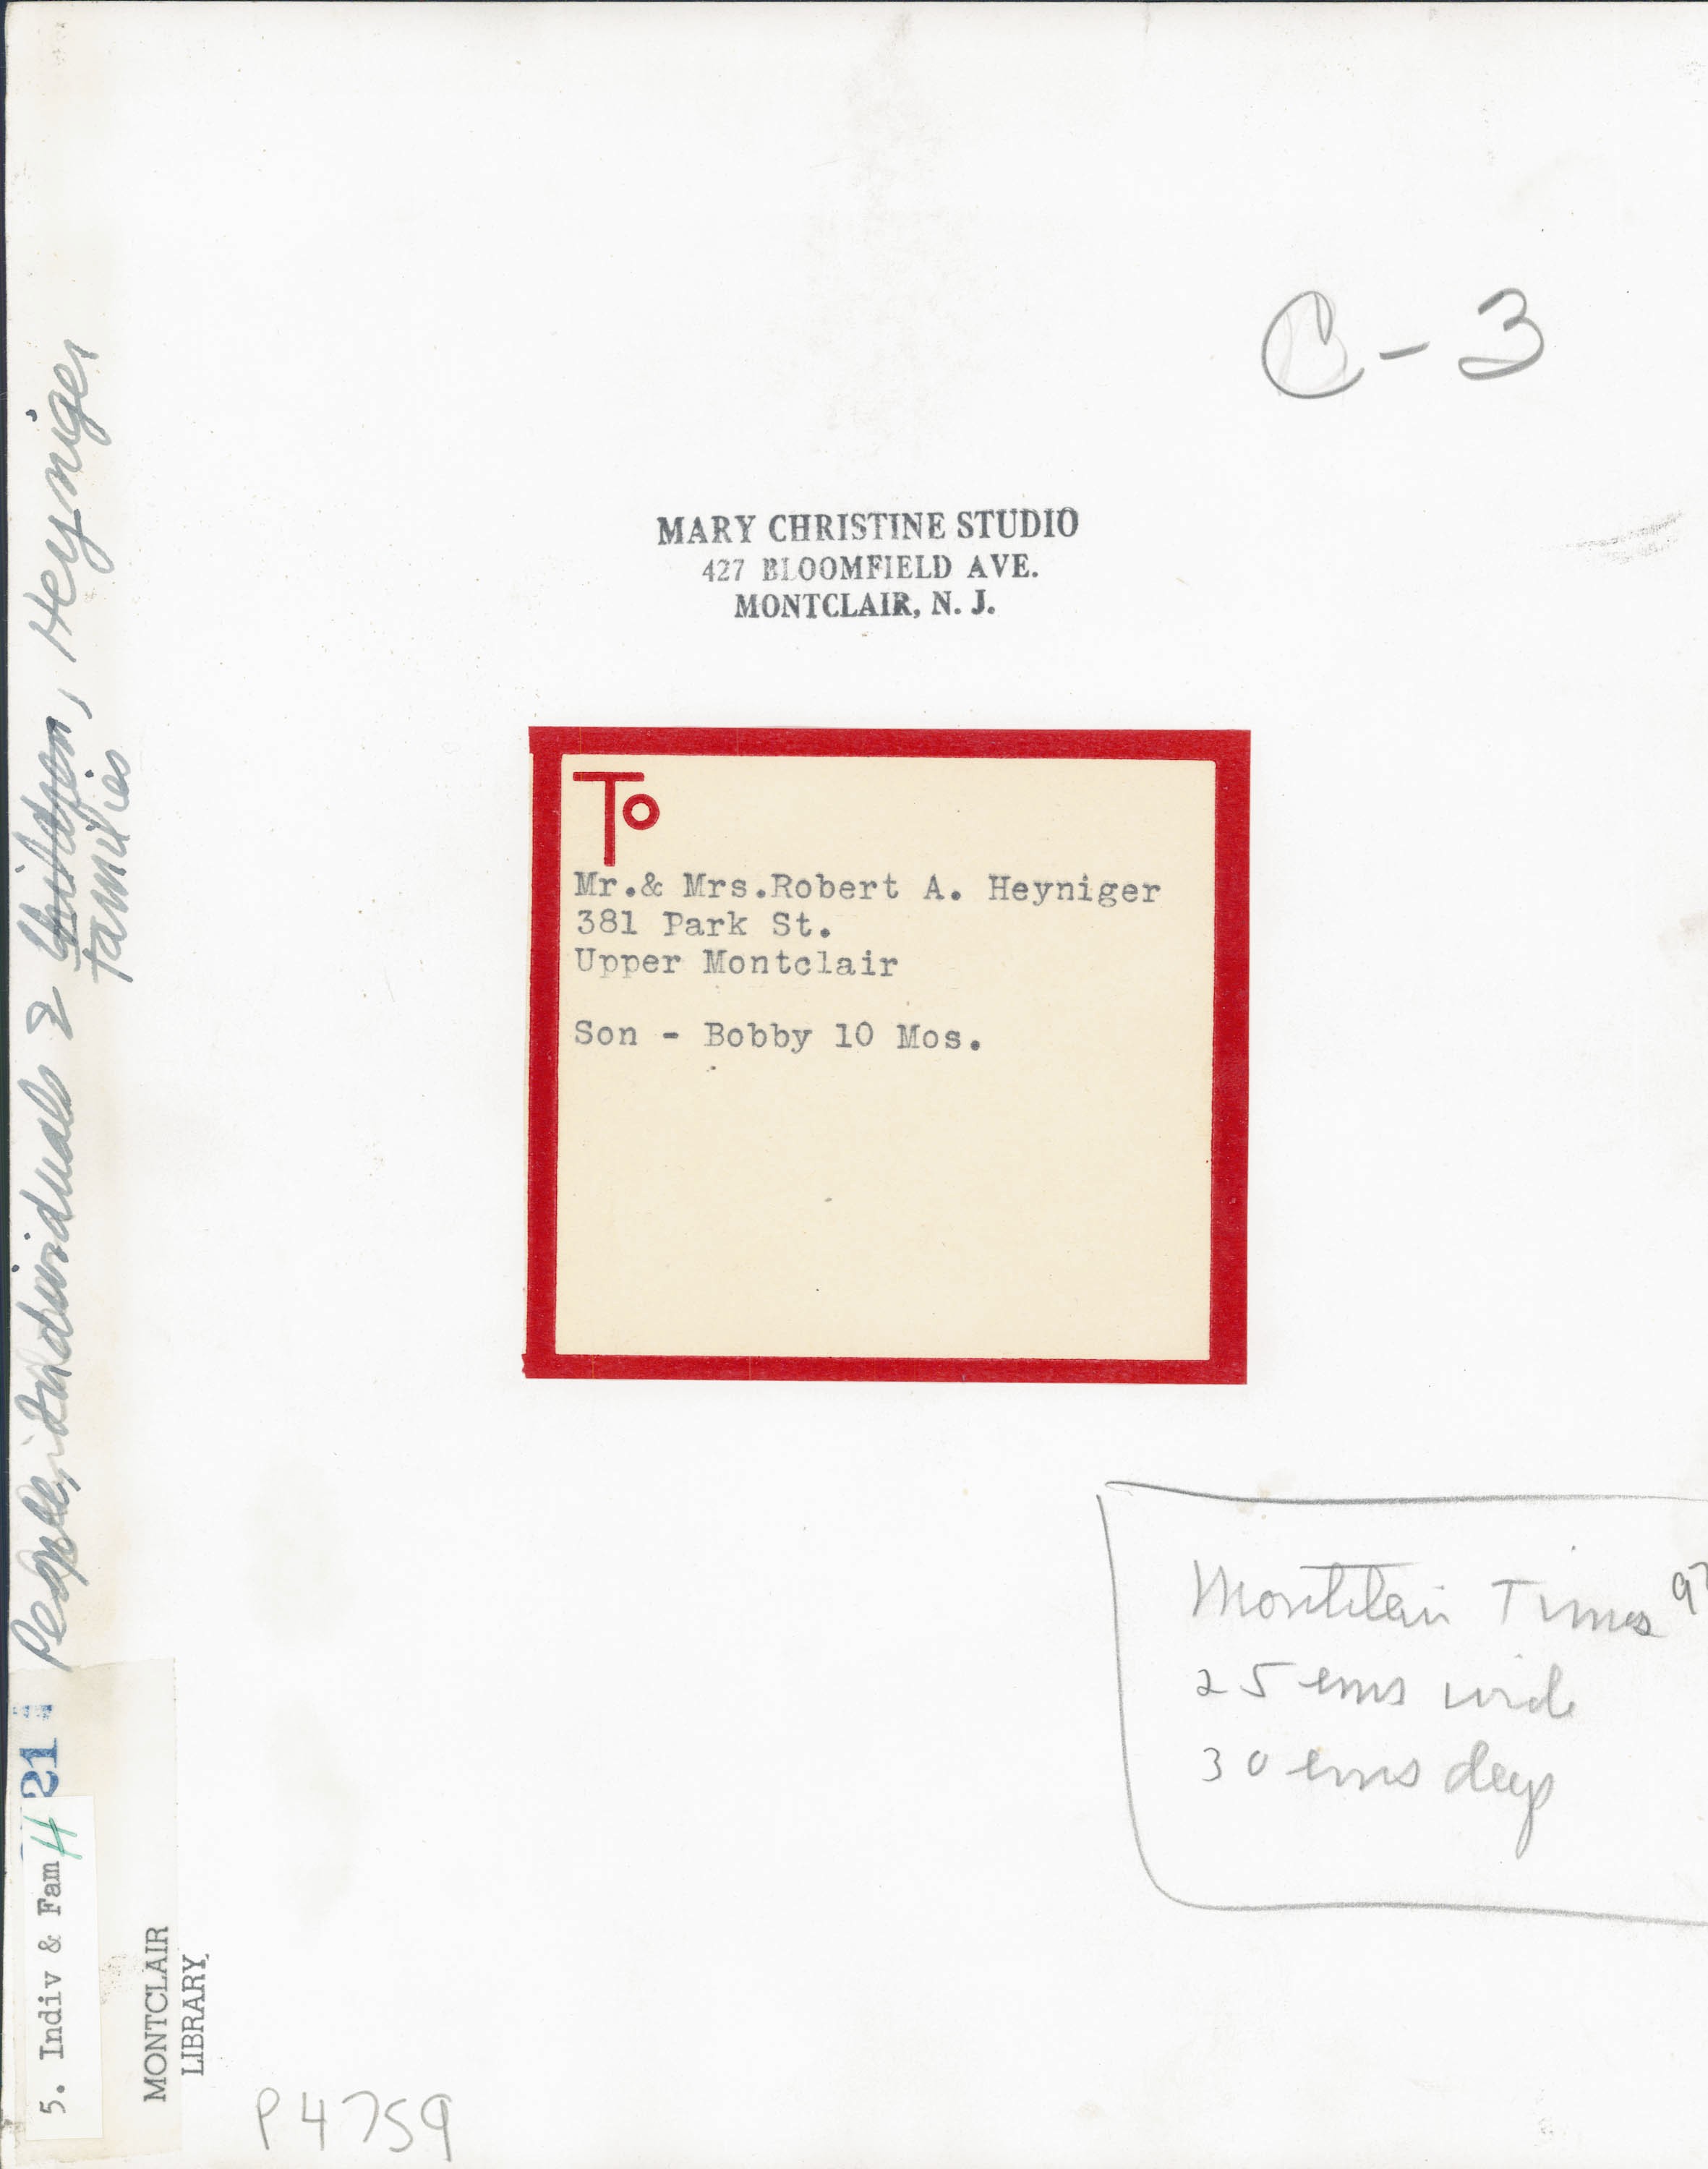 C-3
MARY CHRISTINE STUDIO
427 BLOOMFIELD AVE.
MONTCLAIR, N. J.
To
Mr.& Mrs.Robert A. Heyniger
381 Park St.
Upper Montclair
Son - Bobby 10 Mos.
Montclair Times
25 ems wide
30 ems deep
P4759
People, Individuals & Children, Heyniger
families
21
5. Indiv & Fam H
MONTCLAIR
LIBRARY